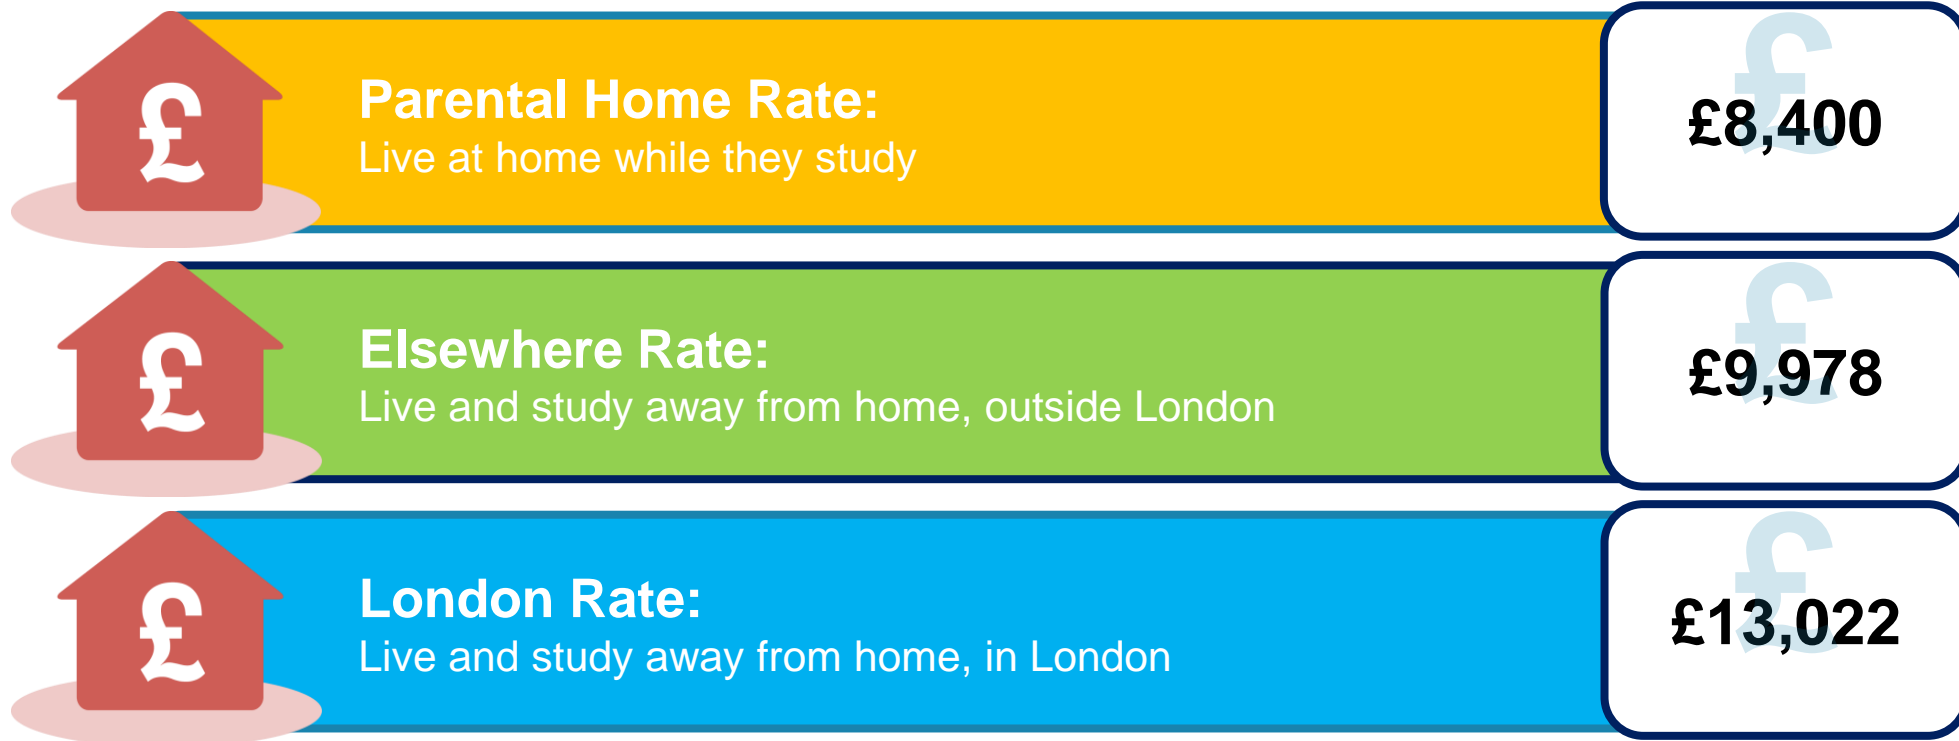 £
Parental Home Rate:
Live at home while they study
£
£8,400
£
Elsewhere Rate:
Live and study away from home, outside London
£
£9,978
£
London Rate:
Live and study away from home, in London
£
£13,022